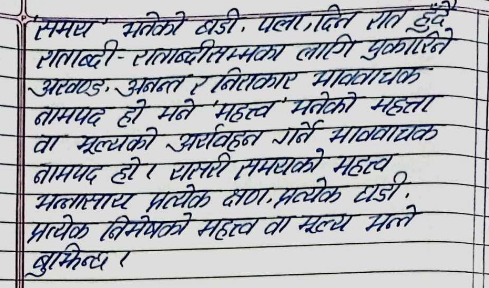 'समय' भनेको घडी, पला, दिन रात हुँदै
शताब्दी-शताब्दीसम्मका लागि पुकारिने
अखण्ड, अनन्त र निराकार भाववाचक
नामपद हो भने 'महत्त्व' भनेको महत्ता
वा मूल्यको अर्थवहन गर्ने भाववाचक
नामपद हो। यसरी समयको महत्व
भन्नासाथ प्रत्येक क्षण, प्रत्येक घडी,
प्रत्येक निमेषको महत्व वा मूल्य भन्ने
बुझिन्छ।